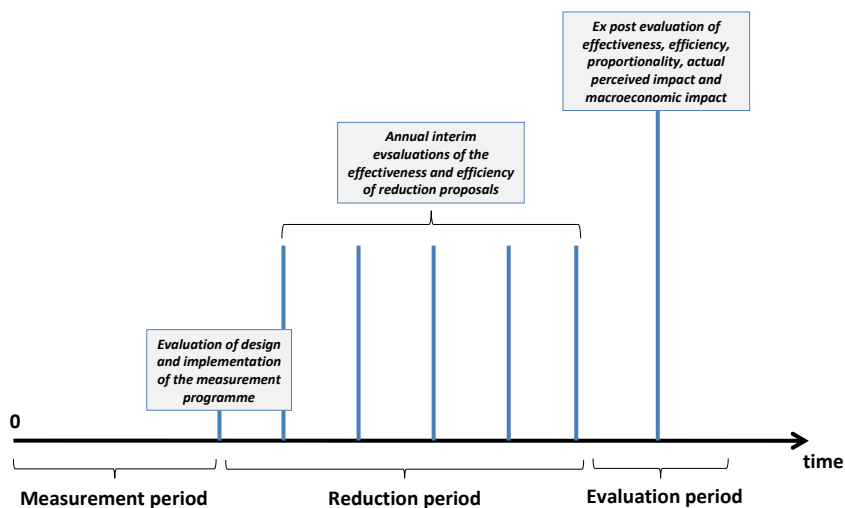 Ex post evaluation of
effectiveness, efficiency,
proportionality, actual
perceived impact and
macroeconomic impact
Annual interim
evsaluations of the
effectiveness and efficiency
of reduction proposals
Evaluation of design
and implementation
of the measurement
programme
0
time
Measurement period
Reduction period
Evaluation period